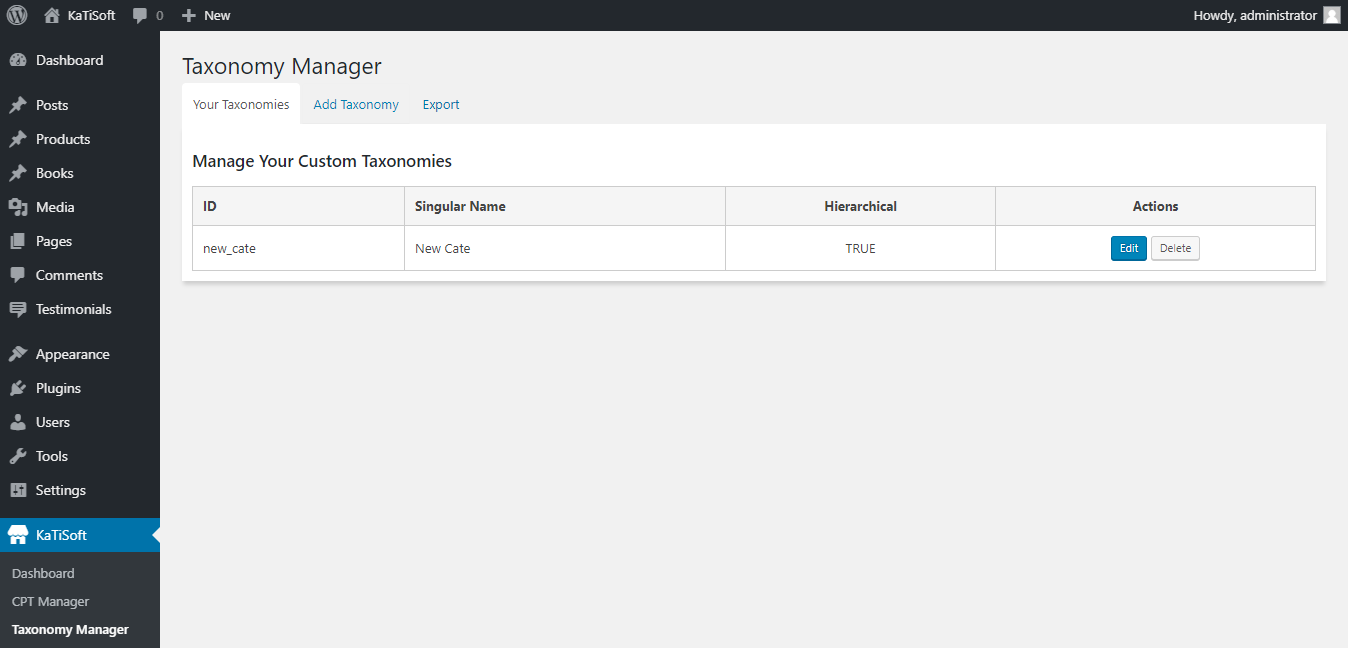 KaTiSoft 0 New Howdy, administrator
Dashboard
Posts
Products
Books
Media
Pages
Comments
Testimonials
Appearance
Plugins
Users
Tools
Settings
KaTiSoft
Dashboard
CPT Manager
Taxonomy Manager
Taxonomy Manager
Your Taxonomies Add Taxonomy Export
Manage Your Custom Taxonomies
ID Singular Name Hierarchical Actions
new_cate New Cate TRUE Edit Delete